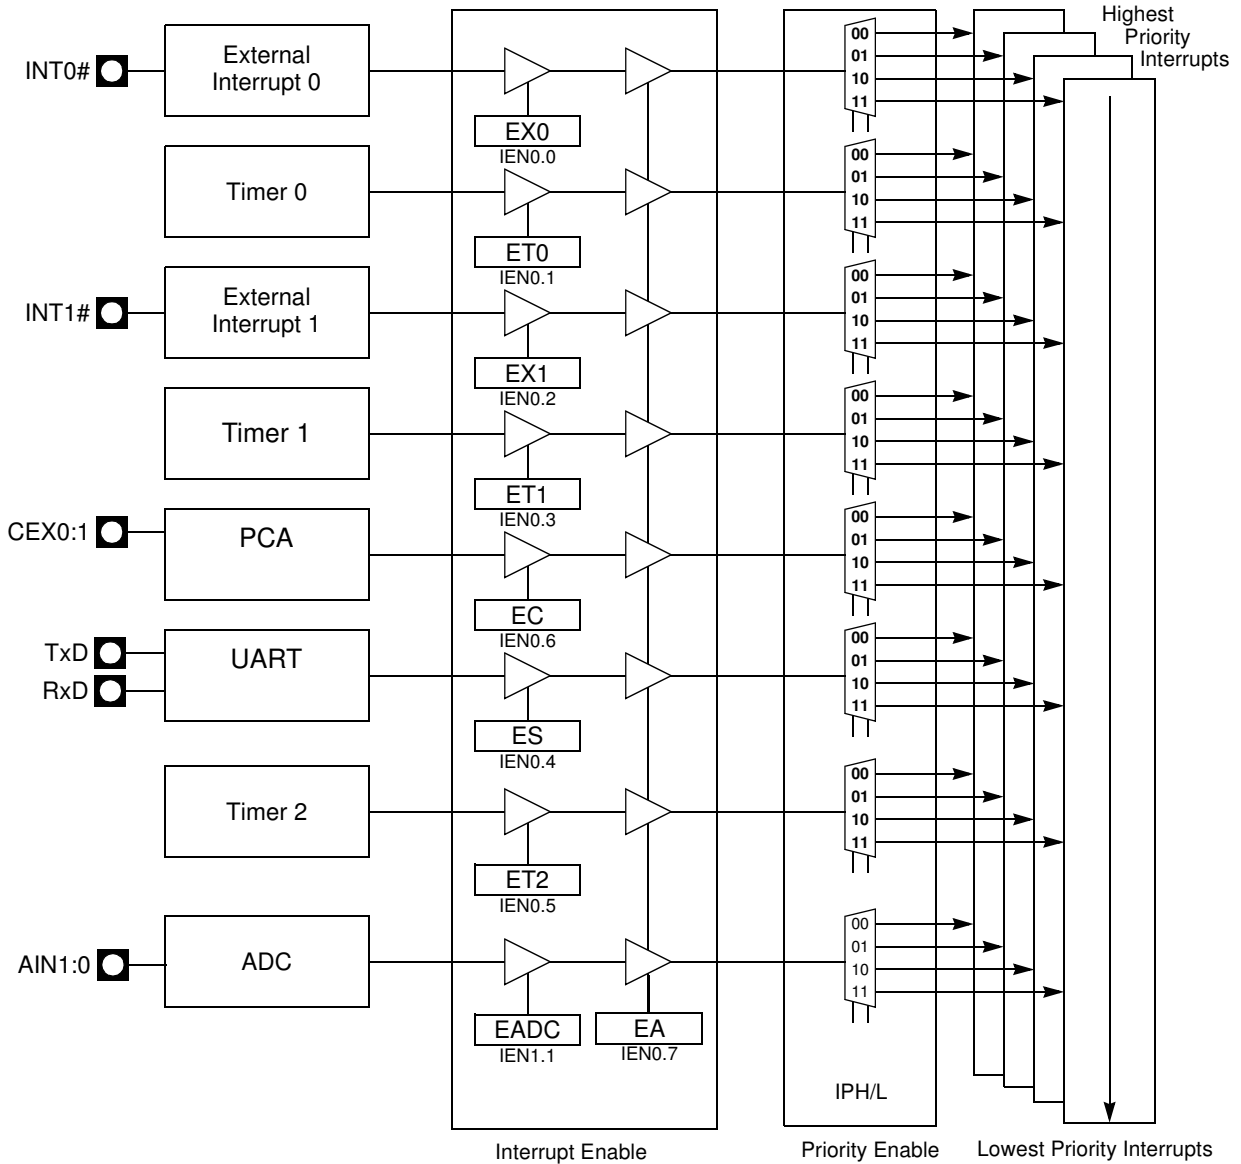 Highest
Priority
Interrupts
INT0#
External
Interrupt 0
EX0
IEN0.0
00
01
10
11
Timer 0
ET0
IEN0.1
00
01
10
11
INT1#
External
Interrupt 1
EX1
IEN0.2
00
01
10
11
Timer 1
ET1
IEN0.3
00
01
10
11
CEX0:1
PCA
EC
IEN0.6
00
01
10
11
TxD
RxD
UART
ES
IEN0.4
00
01
10
11
Timer 2
ET2
IEN0.5
00
01
10
11
AIN1:0
ADC
EADC
IEN1.1
EA
IEN0.7
00
01
10
11
IPH/L
Interrupt Enable
Priority Enable
Lowest Priority Interrupts